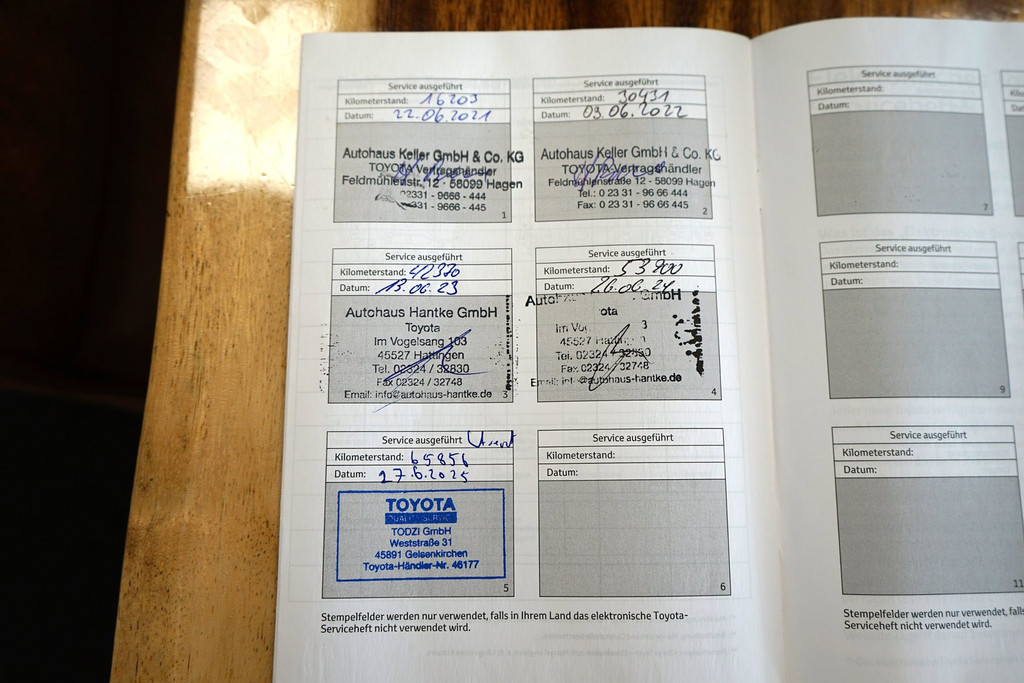 Service ausgeführt
Kilometerstand: 16203
Datum: 22.06.2021
Autohaus Keller GmbH & Co. KG
TOYOTA Vertragshändler
Feldmühlenstr. 12 - 58099 Hagen
02331 - 9666 - 444
02331 - 9666 - 445
1
Service ausgeführt
Kilometerstand: 30431
Datum: 03.06.2022
Autohaus Keller GmbH & Co. KG
TOYOTA Vertragshändler
Feldmühlenstraße 12 - 58099 Hagen
Tel.: 0 23 31 - 96 66 444
Fax: 0 23 31 - 96 66 445
2
Service ausgeführt
Kilometerstand: 42370
Datum: 13.06.23
Autohaus Hantke GmbH
Toyota
Im Vogelsang 103
45527 Hattingen
Tel. 02324 / 32830
Fax 02324 / 32748
Email: info@autohaus-hantke.de
3
Service ausgeführt
Kilometerstand: 53900
Datum: 26.06.24
GmbH
ota
Im
3
45527
Tel. 02324
Fax 02324 / 32748
@autohaus-hantke.de
4
Service ausgeführt
Kilometerstand: 65856
Datum: 27.6.2025
TOYOTA
QUALITY SERVICE
TODZI GmbH
Weststraße 31
45891 Gelsenkirchen
Toyota-Händler-Nr. 46177
5
Service ausgeführt
Kilometerstand:
Datum:
6
Stempelfelder werden nur verwendet, falls in Ihrem Land das elektronische Toyota-
Serviceheft nicht verwendet wird.
Service ausgeführt
Kilometerstand:
Datum:
7
Service ausgeführt
Kilometerstand:
Datum:
9
Service ausgeführt
Kilometerstand:
Datum:
11
Stempelfelder werden nur verwendet, falls
Serviceheft nicht verwendet wird.